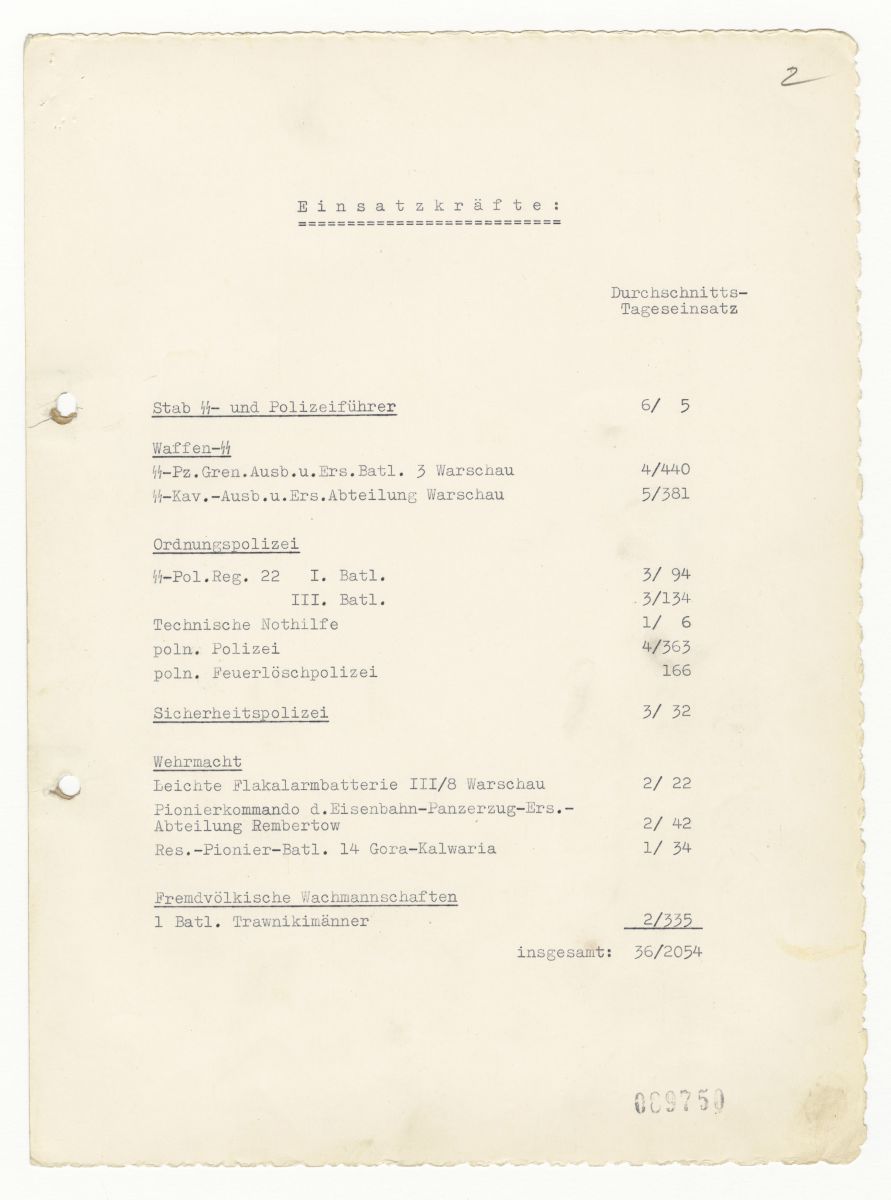 2
Einsatzkräfte:
Durchschnitts-
Tageseinsatz
Stab ᛋᛋ- und Polizeiführer 6/ 5
Waffen-ᛋᛋ
ᛋᛋ-Pz.Gren.Ausb.u.Ers.Batl. 3 Warschau 4/440
ᛋᛋ-Kav.-Ausb.u.Ers.Abteilung Warschau 5/381
Ordnungspolizei
ᛋᛋ-Pol.Reg. 22 I. Batl. 3/ 94
III. Batl. 3/134
Technische Nothilfe 1/ 6
poln. Polizei 4/363
poln. Feuerlöschpolizei 166
Sicherheitspolizei 3/ 32
Wehrmacht
Leichte Flakalarmbatterie III/8 Warschau 2/ 22
Pionierkommando d.Eisenbahn-Panzerzug-Ers.-
Abteilung Rembertow 2/ 42
Res.-Pionier-Batl. 14 Gora-Kalwaria 1/ 34
Fremdvölkische Wachmannschaften
1 Batl. Trawnikimänner 2/335
insgesamt: 36/2054
069750